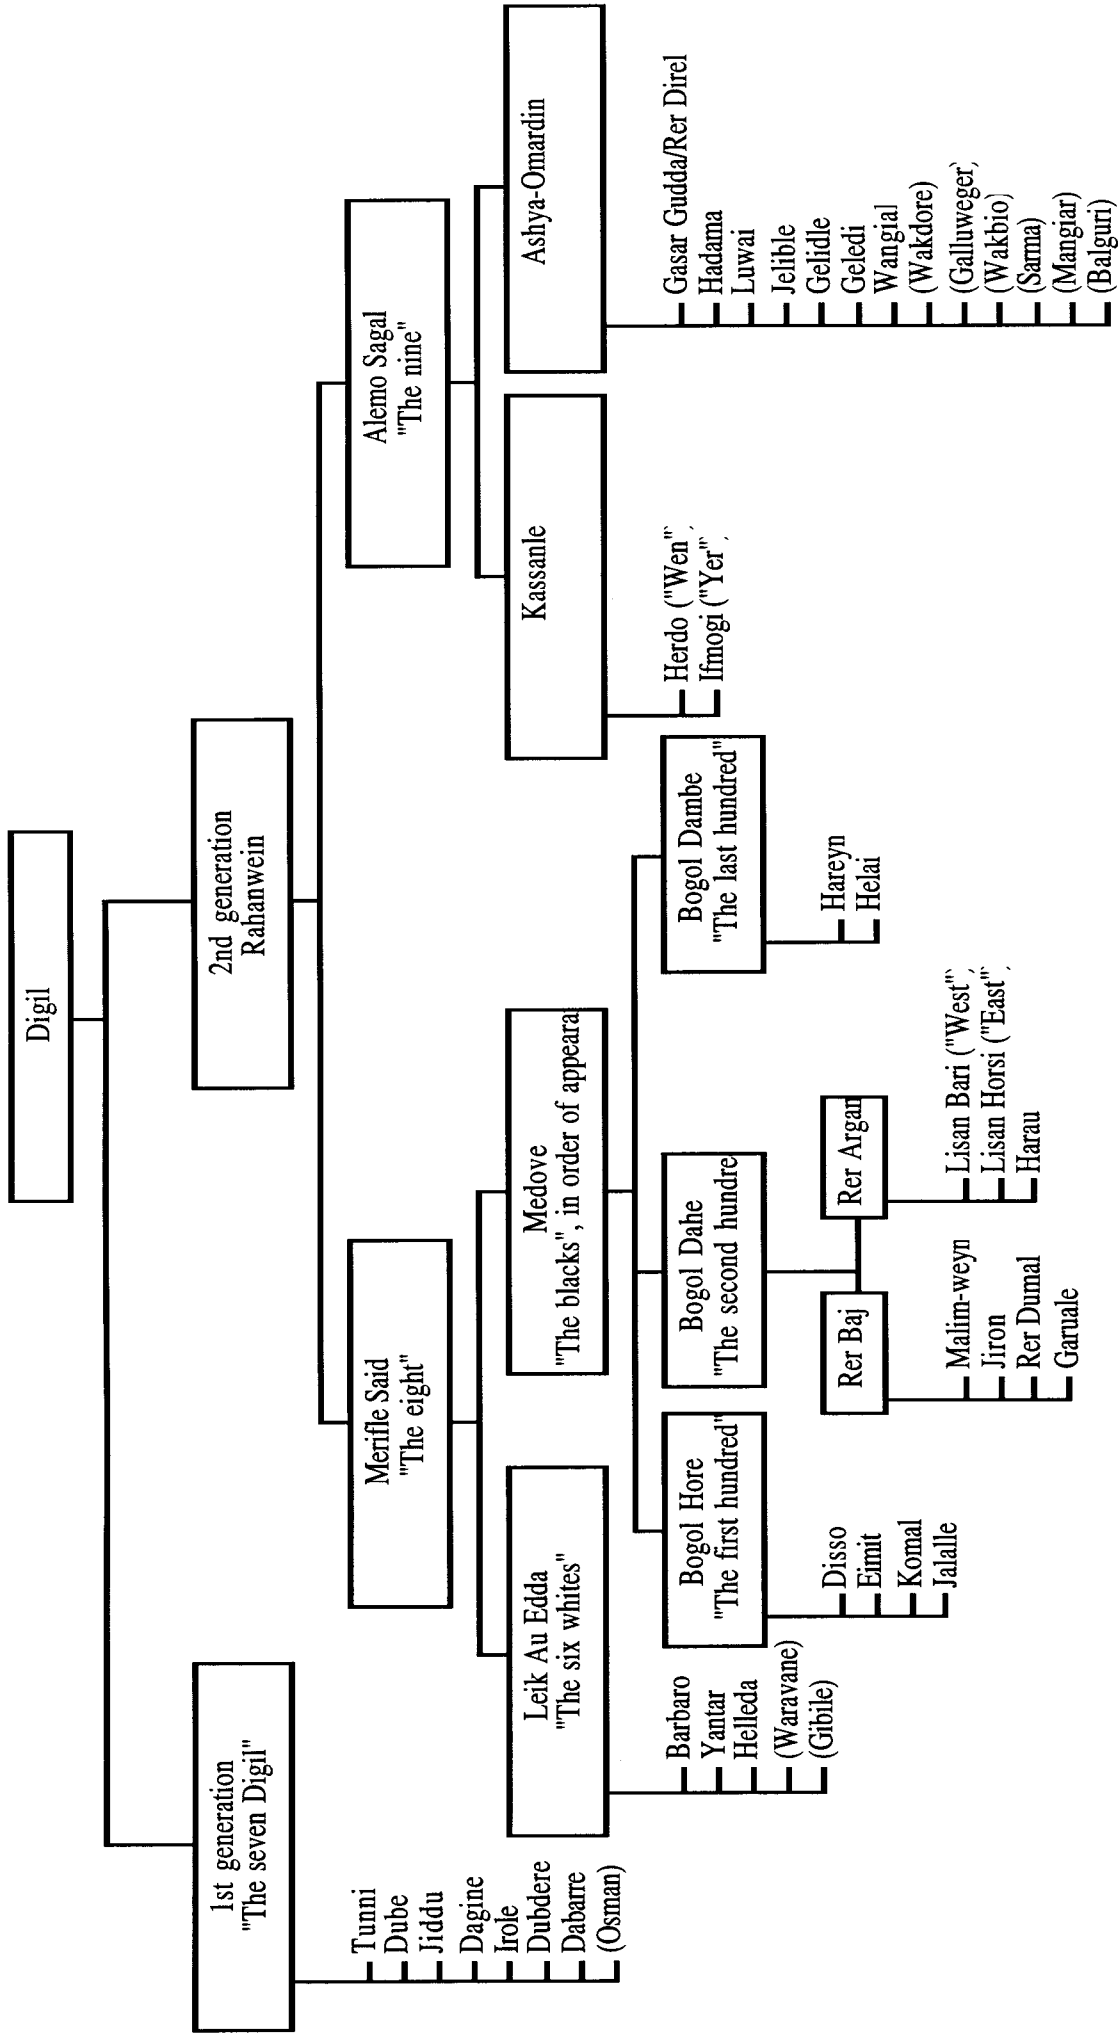 Digil
1st generation
"The seven Digil"
2nd generation
Rahanwein
Tunni
Dube
Jiddu
Dagine
Irole
Dubdere
Dabarre
(Osman)
Merifle Said
"The eight"
Alemo Sagal
"The nine"
Leik Au Edda
"The six whites"
Medove
"The blacks", in order of appeara
Kassanle
Ashya-Omardin
Barbaro
Yantar
Helleda
(Waravane)
(Gibile)
Bogol Hore
"The first hundred"
Bogol Dahe
"The second hundre
Bogol Dambe
"The last hundred"
Herdo ("Wen")
Ifmogi ("Yer")
Gasar Gudda/Rer Direl
Hadama
Luwai
Jelible
Gelidle
Geledi
Wangial
(Wakdore)
(Galluweger)
(Wakbio)
(Sarma)
(Mangiar)
(Balguri)
Disso
Eimit
Komal
Jalalle
Rer Baj
Rer Argan
Hareyn
Helai
Malim-weyn
Jiron
Rer Dumal
Garuale
Lisan Bari ("West")
Lisan Horsi ("East")
Harau